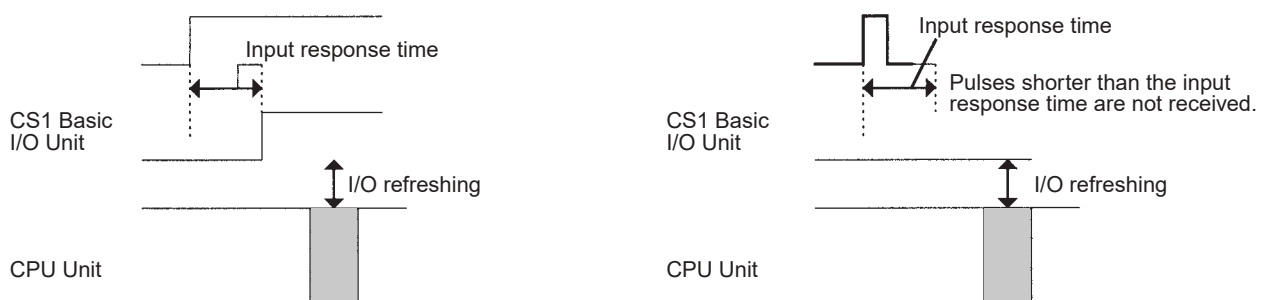 Input response time
CS1 Basic
I/O Unit
I/O refreshing
CPU Unit
Input response time
Pulses shorter than the input
response time are not received.
CS1 Basic
I/O Unit
I/O refreshing
CPU Unit